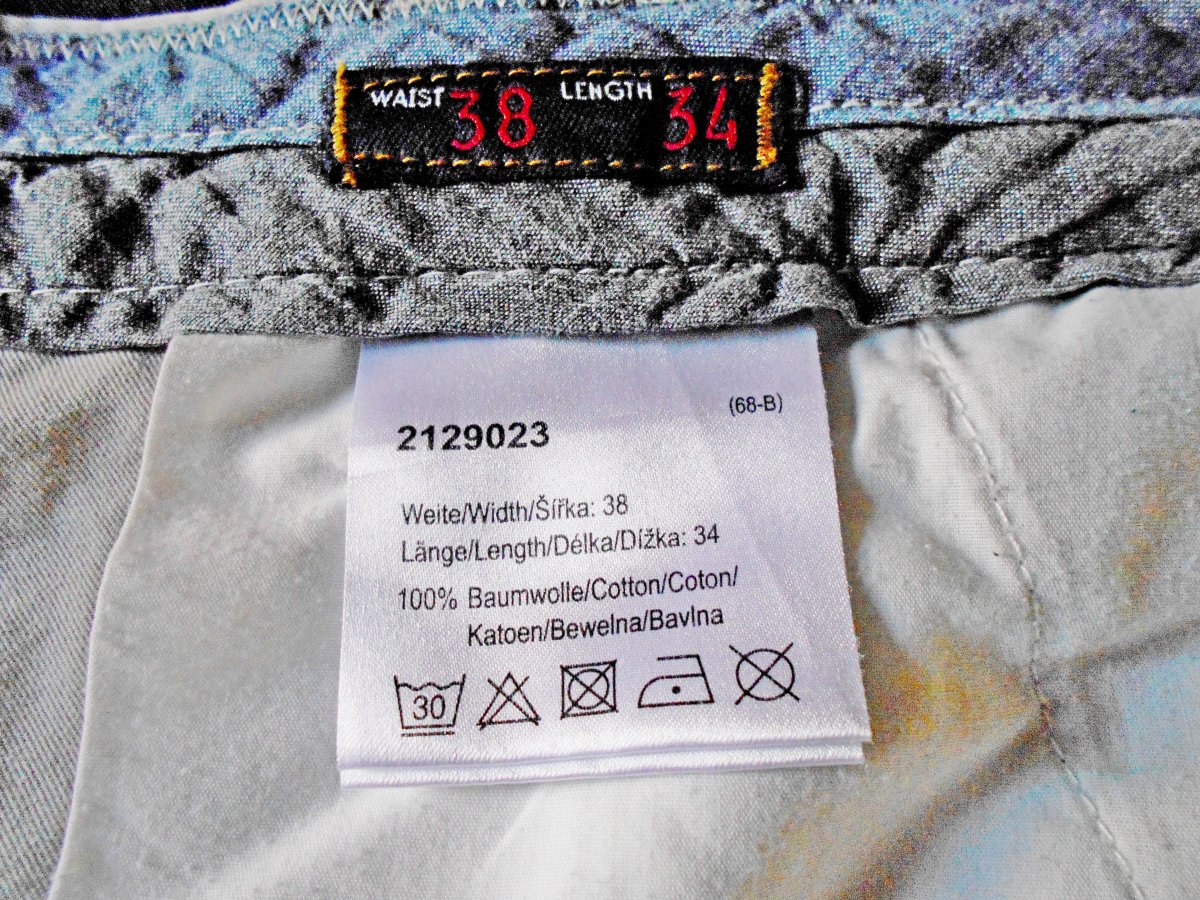 WAIST 38 LENGTH 34
(68-B)
2129023
Weite/Width/Šířka: 38
Länge/Length/Délka/Dížka: 34
100% Baumwolle/Cotton/Coton/
Katoen/Bewelna/Bavlna
30